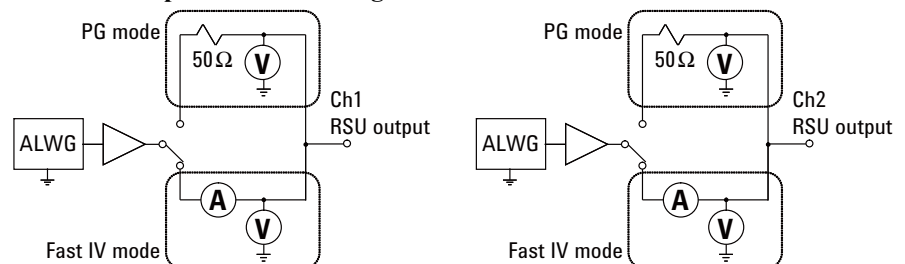 PG mode
50Ω
V
Ch1
RSU output
ALWG
A
V
Fast IV mode
PG mode
50Ω
V
Ch2
RSU output
ALWG
A
V
Fast IV mode